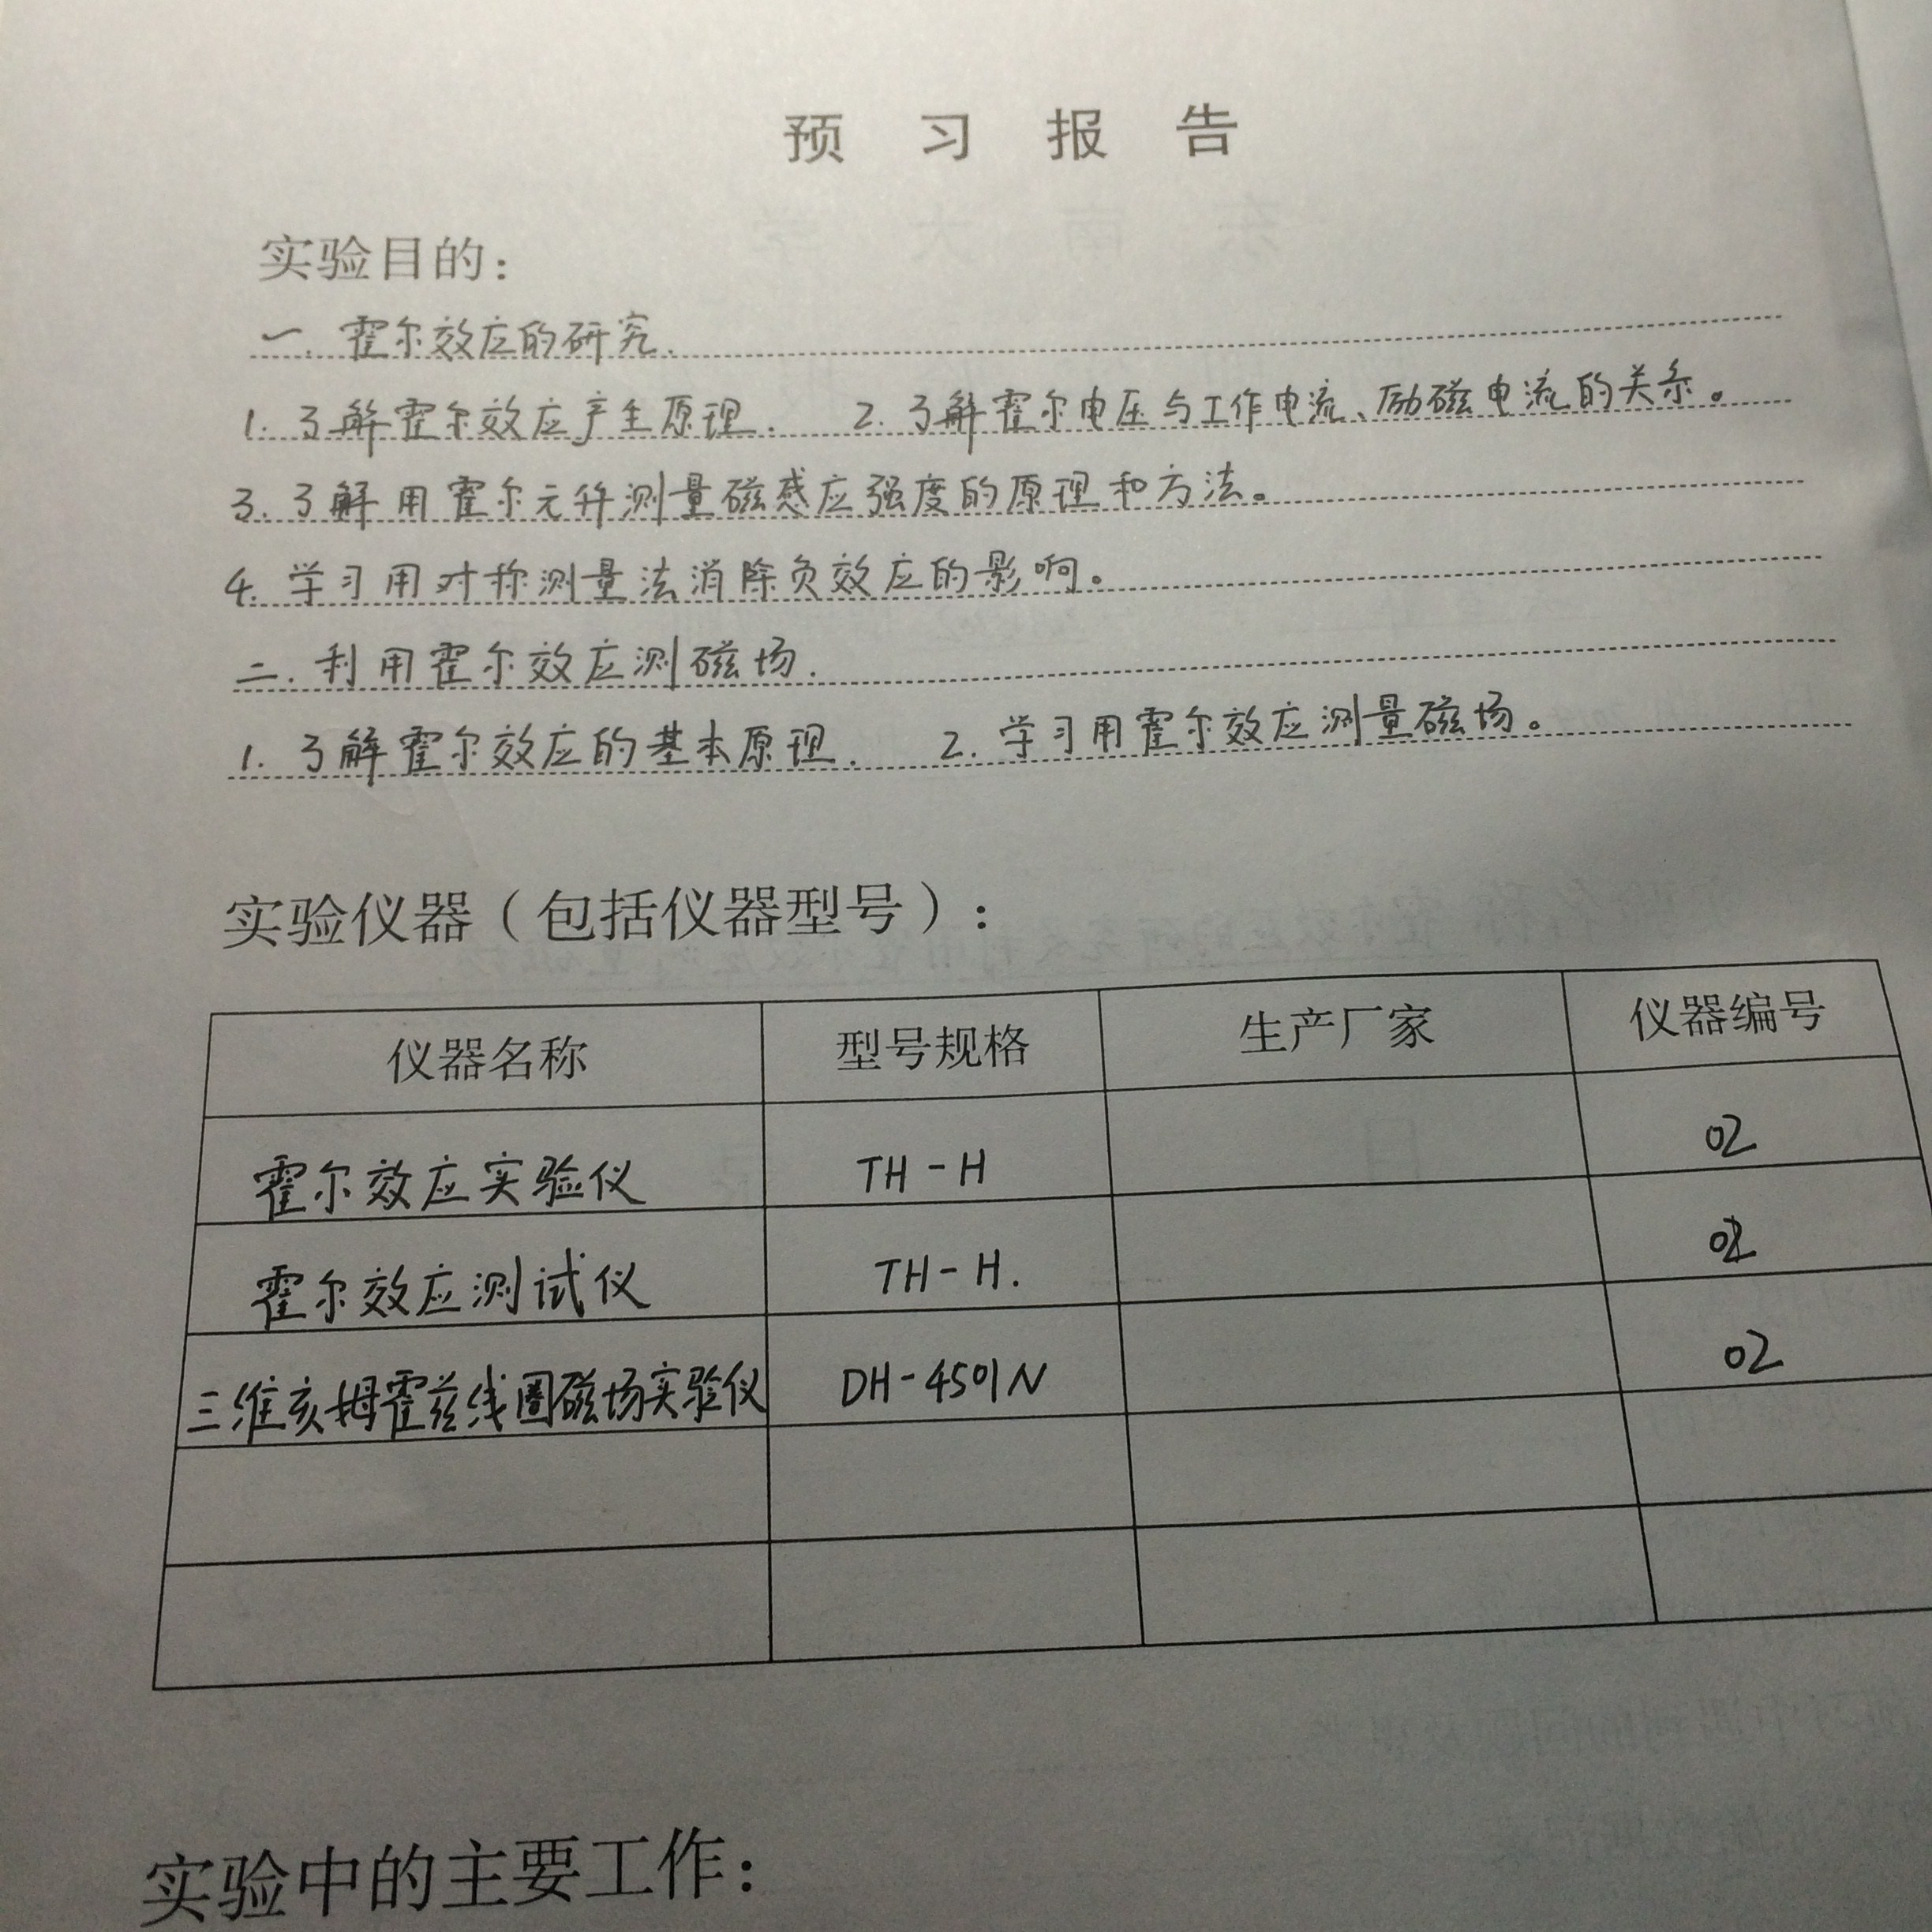 预习报告
实验目的：
一. 霍尔效应的研究.
1. 了解霍尔效应产生原理. 2. 了解霍尔电压与工作电流、励磁电流的关系。
3. 了解用霍尔元件测量磁感应强度的原理和方法。
4. 学习用对称测量法消除负效应的影响。
二. 利用霍尔效应测磁场.
1. 了解霍尔效应的基本原理. 2. 学习用霍尔效应测量磁场。
实验仪器（包括仪器型号）：
仪器名称 型号规格 生产厂家 仪器编号
霍尔效应实验仪 TH-H 02
霍尔效应测试仪 TH-H. 02
三维亥姆霍兹线圈磁场实验仪 DH-4501N 02
实验中的主要工作：